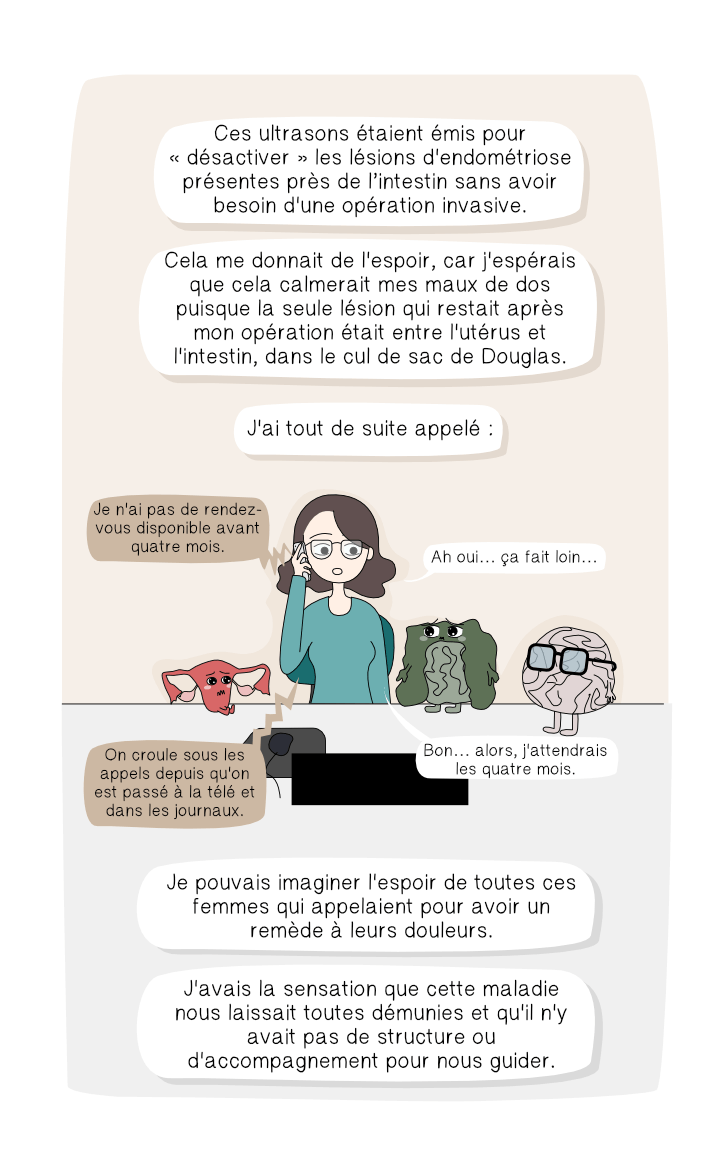 Ces ultrasons étaient émis pour
« désactiver » les lésions d'endométriose
présentes près de l’intestin sans avoir
besoin d'une opération invasive.
Cela me donnait de l'espoir, car j'espérais
que cela calmerait mes maux de dos
puisque la seule lésion qui restait après
mon opération était entre l'utérus et
l'intestin, dans le cul de sac de Douglas.
J'ai tout de suite appelé :
Je n'ai pas de rendez-
vous disponible avant
quatre mois.
Ah oui... ça fait loin...
On croule sous les
appels depuis qu'on
est passé à la télé et
dans les journaux.
Bon... alors, j'attendrais
les quatre mois.
Je pouvais imaginer l'espoir de toutes ces
femmes qui appelaient pour avoir un
remède à leurs douleurs.
J'avais la sensation que cette maladie
nous laissait toutes démunies et qu'il n'y
avait pas de structure ou
d'accompagnement pour nous guider.